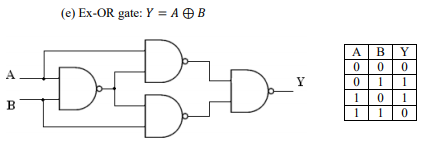 (e) Ex-OR gate: Y = A ⊕ B
A
B
Y
A B Y
0 0 0
0 1 1
1 0 1
1 1 0